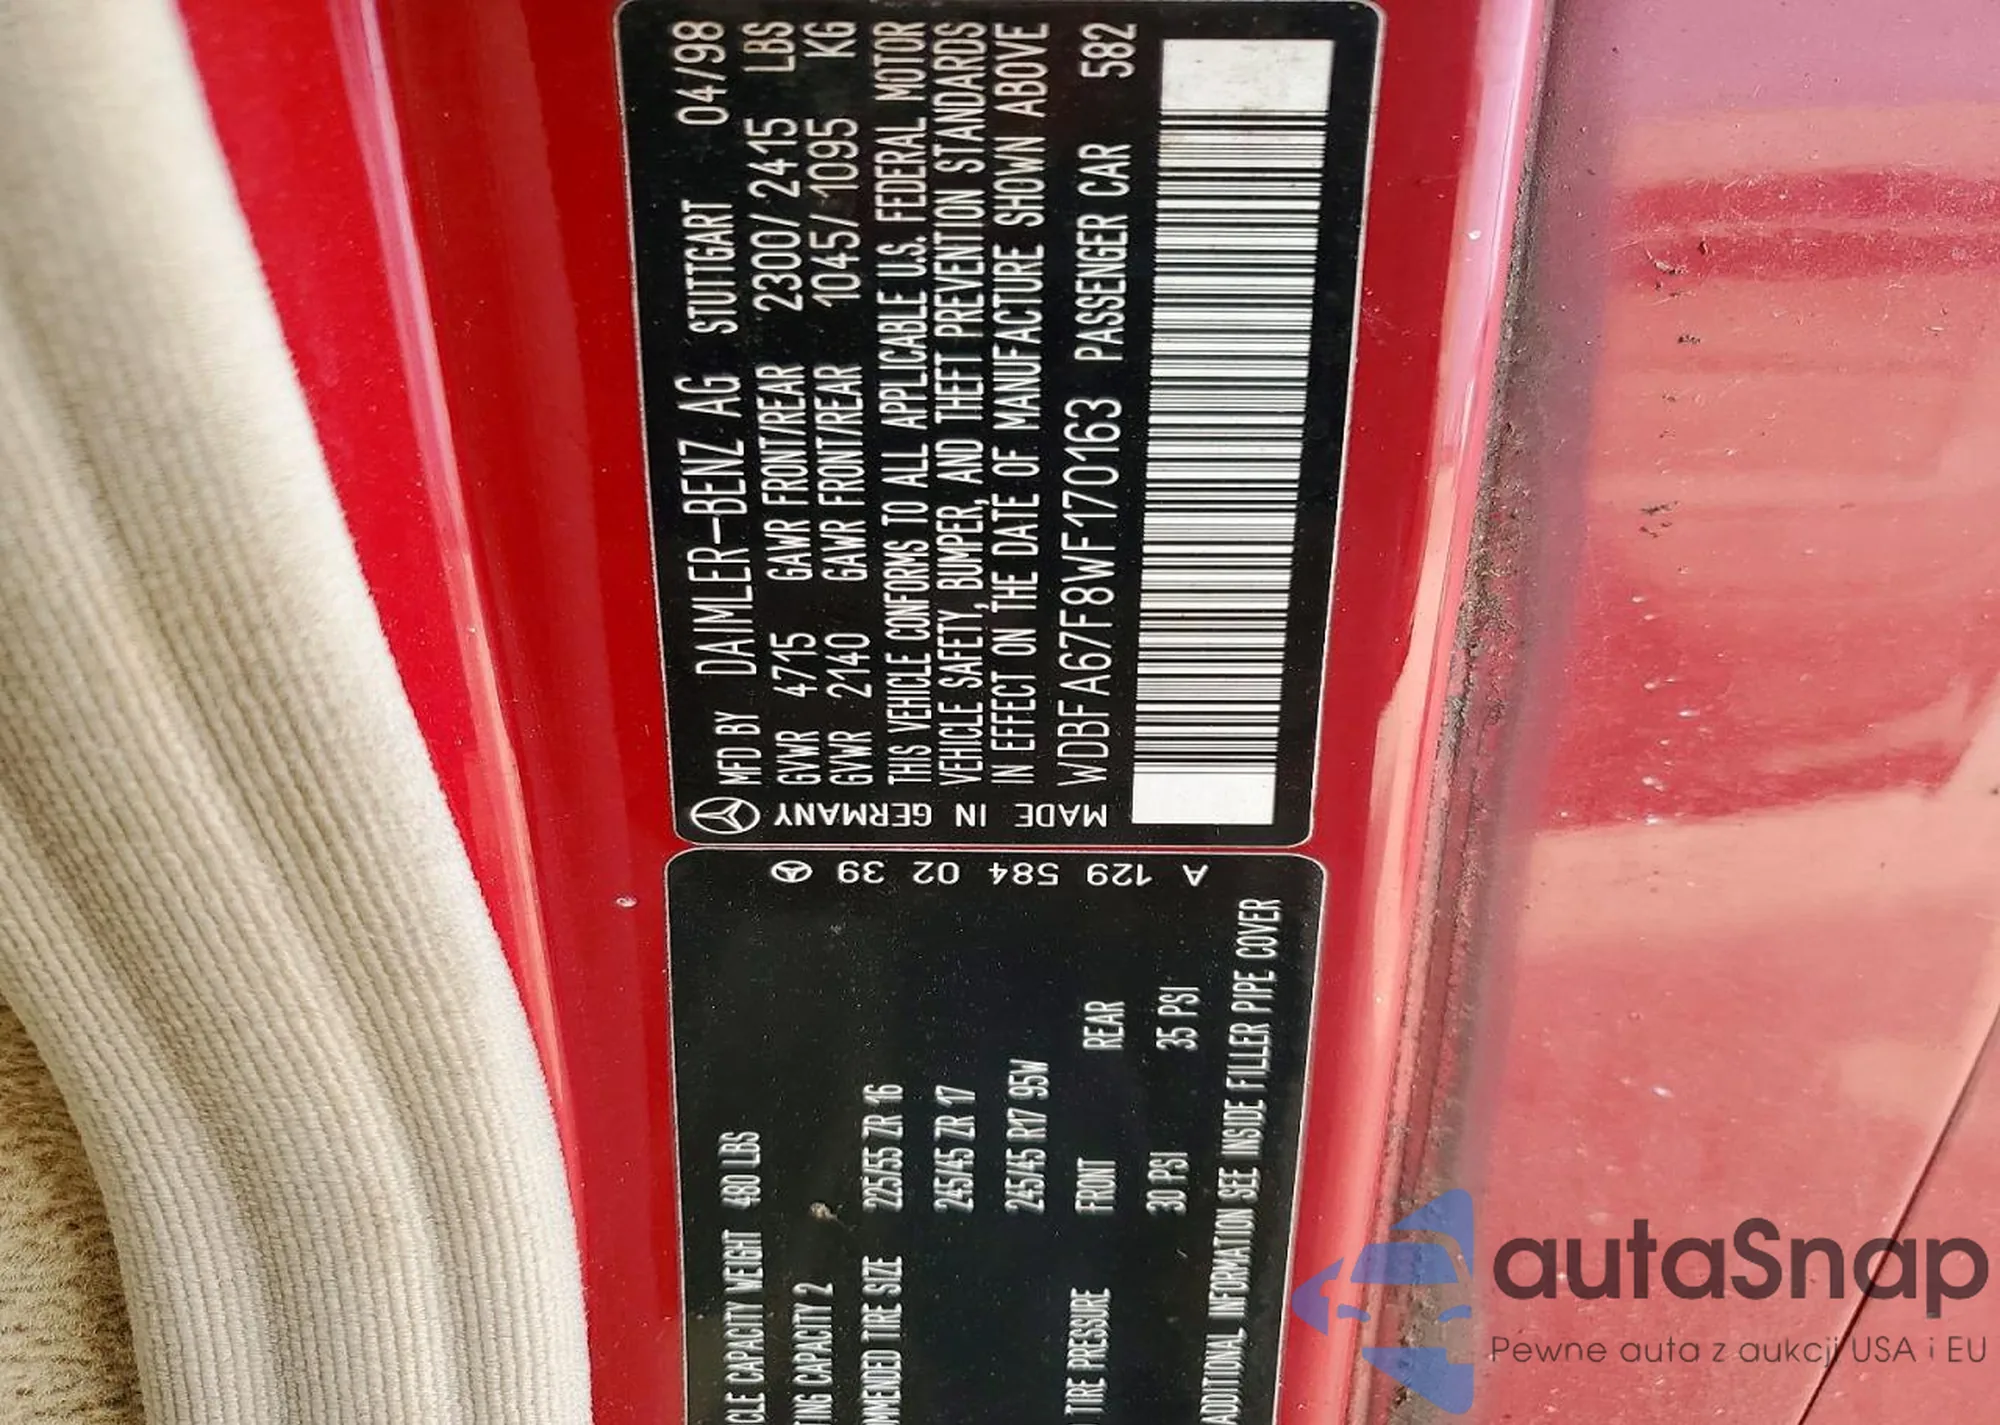 MFD BY DAIMLER-BENZ AG STUTTGART 04/98
GVWR 4715 GAWR FRONT/REAR 2300/2415 LBS
GVWR 2140 GAWR FRONT/REAR 1045/1095 KG
THIS VEHICLE CONFORMS TO ALL APPLICABLE U.S. FEDERAL MOTOR
VEHICLE SAFETY, BUMPER, AND THEFT PREVENTION STANDARDS
IN EFFECT ON THE DATE OF MANUFACTURE SHOWN ABOVE
WDBFA67F8WF170163 PASSENGER CAR 582
MADE IN GERMANY
A 129 584 02 39
CLE CAPACITY WEIGHT 480 LBS
TING CAPACITY 2
MMENDED TIRE SIZE 225/55 ZR 16
245/45 ZR 17
245/45 R17 95W
FRONT REAR
TIRE PRESSURE 30 PSI 35 PSI
ADDITIONAL INFORMATION SEE INSIDE FILLER PIPE COVER
autaSnap
Pewne auta z aukcji USA i EU